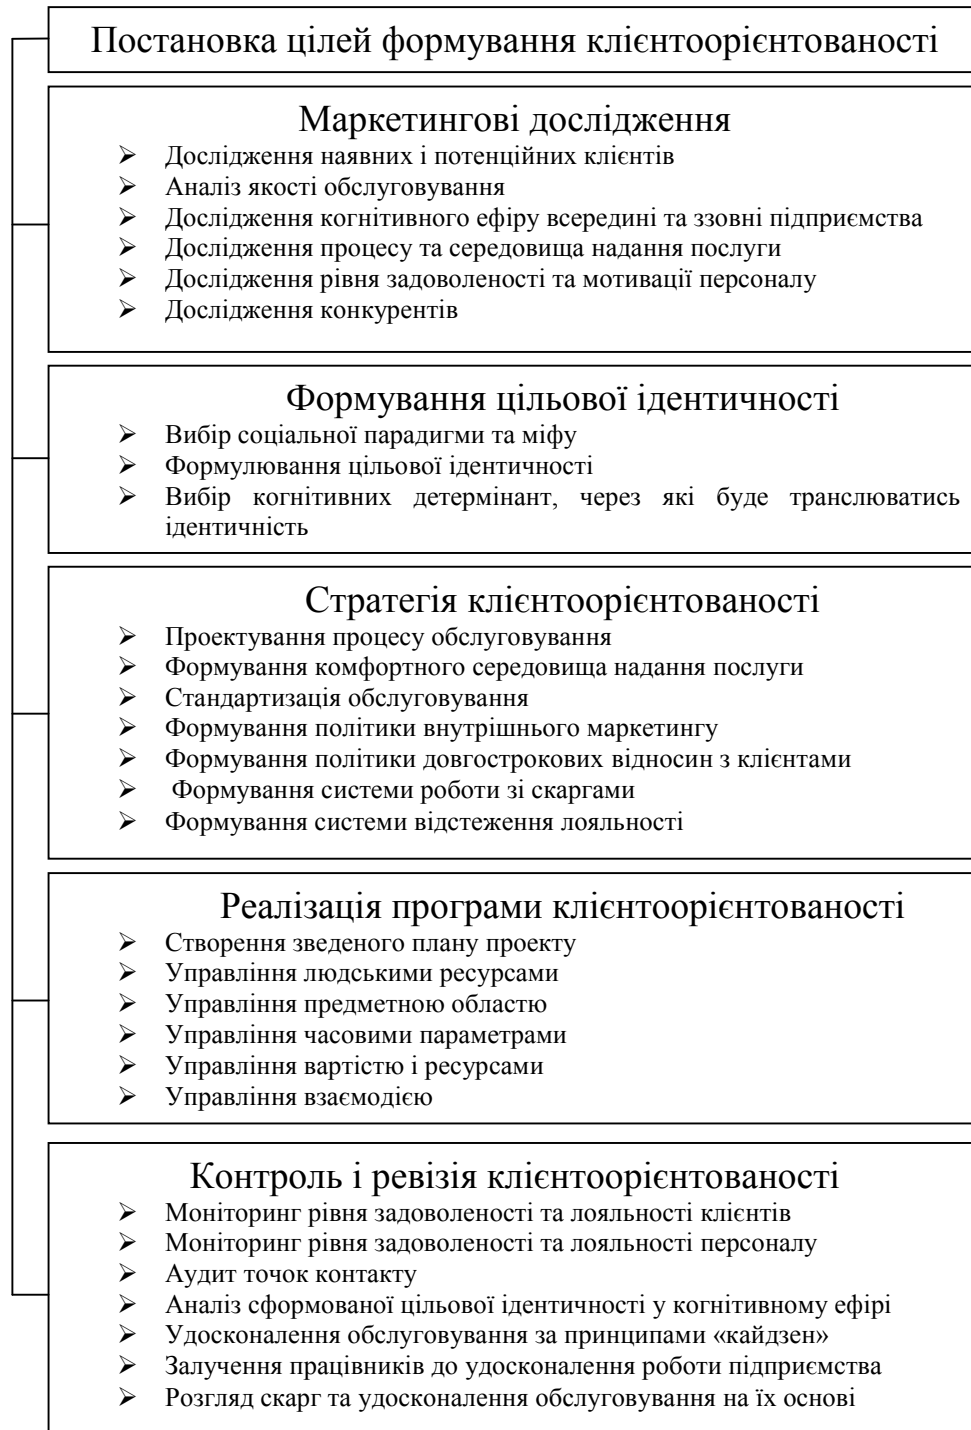 Постановка цілей формування клієнтоорієнтованості
Маркетингові дослідження
➢ Дослідження наявних і потенційних клієнтів
➢ Аналіз якості обслуговування
➢ Дослідження когнітивного ефіру всередині та ззовні підприємства
➢ Дослідження процесу та середовища надання послуги
➢ Дослідження рівня задоволеності та мотивації персоналу
➢ Дослідження конкурентів
Формування цільової ідентичності
➢ Вибір соціальної парадигми та міфу
➢ Формулювання цільової ідентичності
➢ Вибір когнітивних детермінант, через які буде транслюватись
ідентичність
Стратегія клієнтоорієнтованості
➢ Проектування процесу обслуговування
➢ Формування комфортного середовища надання послуги
➢ Стандартизація обслуговування
➢ Формування політики внутрішнього маркетингу
➢ Формування політики довгострокових відносин з клієнтами
➢ Формування системи роботи зі скаргами
➢ Формування системи відстеження лояльності
Реалізація програми клієнтоорієнтованості
➢ Створення зведеного плану проекту
➢ Управління людськими ресурсами
➢ Управління предметною областю
➢ Управління часовими параметрами
➢ Управління вартістю і ресурсами
➢ Управління взаємодією
Контроль і ревізія клієнтоорієнтованості
➢ Моніторинг рівня задоволеності та лояльності клієнтів
➢ Моніторинг рівня задоволеності та лояльності персоналу
➢ Аудит точок контакту
➢ Аналіз сформованої цільової ідентичності у когнітивному ефірі
➢ Удосконалення обслуговування за принципами «кайдзен»
➢ Залучення працівників до удосконалення роботи підприємства
➢ Розгляд скарг та удосконалення обслуговування на їх основі